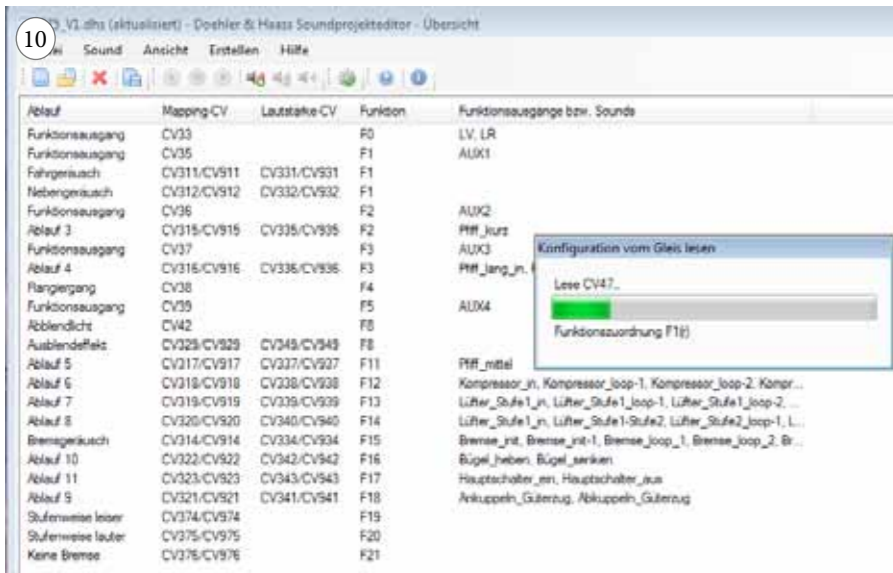 _V1.dhs (aktualisiert) - Doehler & Haass Soundprojekteditor - Übersicht
10
Sound Ansicht Erstellen Hilfe
Ablauf Mapping-CV Lautstärke-CV Funktion Funktionsausgänge bzw. Sounds
Funktionsausgang CV33 F0 LV, LR
Funktionsausgang CV35 F1 AUX1
Fahrgeräusch CV311/CV911 CV331/CV931 F1
Nebengeräusch CV312/CV912 CV332/CV932 F1
Funktionsausgang CV36 F2 AUX2
Ablauf 3 CV315/CV915 CV335/CV935 F2 Pfiff_kurz
Funktionsausgang CV37 F3 AUX3
Ablauf 4 CV316/CV916 CV336/CV936 F3 Pfiff_lang_in,
Rangiergang CV38 F4
Funktionsausgang CV39 F5 AUX4
Abblendlicht CV42 F8
Ausblendeffekt CV329/CV929 CV349/CV949 F8
Ablauf 5 CV317/CV917 CV337/CV937 F11 Pfiff_mittel
Ablauf 6 CV318/CV918 CV338/CV938 F12 Kompressor_in, Kompressor_loop-1, Kompressor_loop-2, Kompr...
Ablauf 7 CV319/CV919 CV339/CV939 F13 Lüfter_Stufe1_in, Lüfter_Stufe1_loop-1, Lüfter_Stufe1_loop-2, ...
Ablauf 8 CV320/CV920 CV340/CV940 F14 Lüfter_Stufe1_in, Lüfter_Stufe1-Stufe2, Lüfter_Stufe2_loop-1, L...
Bremsgeräusch CV314/CV914 CV334/CV934 F15 Bremse_init, Bremse_init-1, Bremse_loop_1, Bremse_loop_2, Br...
Ablauf 10 CV322/CV922 CV342/CV942 F16 Bügel_heben, Bügel_senken
Ablauf 11 CV323/CV923 CV343/CV943 F17 Hauptschalter_ein, Hauptschalter_aus
Ablauf 9 CV321/CV921 CV341/CV941 F18 Ankuppeln_Güterzug, Abkuppeln_Güterzug
Stufenweise leiser CV374/CV974 F19
Stufenweise lauter CV375/CV975 F20
Keine Bremse CV376/CV976 F21
Konfiguration vom Gleis lesen
Lese CV47...
Funktionszuordnung F1(r)